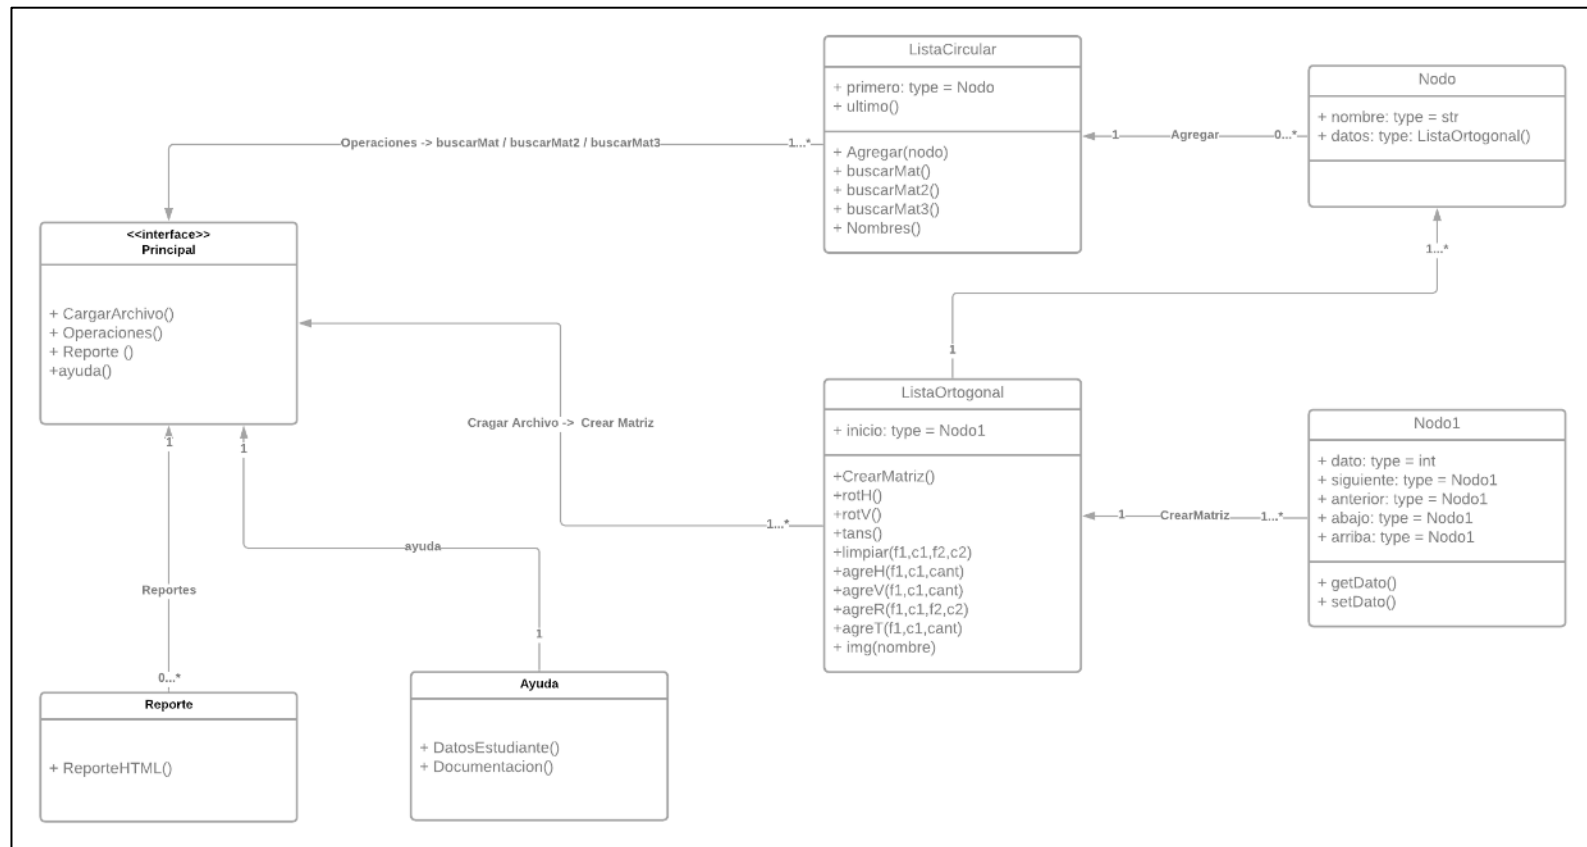 ListaCircular
+ primero: type = Nodo
+ ultimo()
+ Agregar(nodo)
+ buscarMat()
+ buscarMat2()
+ buscarMat3()
+ Nombres()
Nodo
+ nombre: type = str
+ datos: type: ListaOrtogonal()
1
Agregar
0...*
Operaciones -> buscarMat / buscarMat2 / buscarMat3
1...*
<<interface>>
Principal
+ CargarArchivo()
+ Operaciones()
+ Reporte ()
+ayuda()
1...*
1
Cragar Archivo -> Crear Matriz
1...*
ListaOrtogonal
+ inicio: type = Nodo1
+CrearMatriz()
+rotH()
+rotV()
+tans()
+limpiar(f1,c1,f2,c2)
+agreH(f1,c1,cant)
+agreV(f1,c1,cant)
+agreR(f1,c1,f2,c2)
+agreT(f1,c1,cant)
+ img(nombre)
1
CrearMatriz
1...*
Nodo1
+ dato: type = int
+ siguiente: type = Nodo1
+ anterior: type = Nodo1
+ abajo: type = Nodo1
+ arriba: type = Nodo1
+ getDato()
+ setDato()
1
1
ayuda
Reportes
1
0...*
Reporte
+ ReporteHTML()
Ayuda
+ DatosEstudiante()
+ Documentacion()